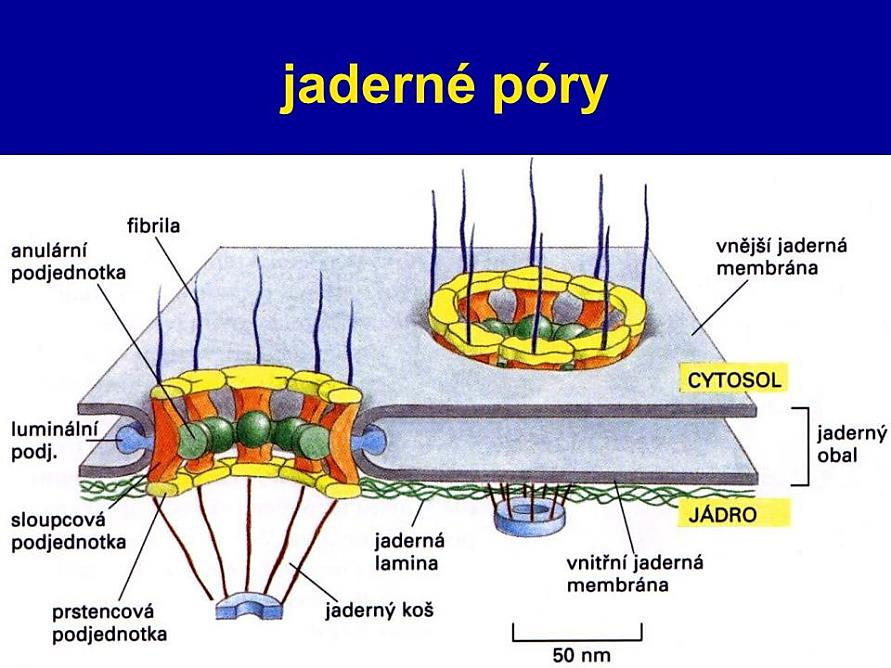 jaderné póry
fibrila
anulární
podjednotka
vnější jaderná
membrána
CYTOSOL
luminální
podj.
jaderný
obal
JÁDRO
sloupcová
podjednotka
jaderná
lamina
vnitřní jaderná
membrána
prstencová
podjednotka
jaderný koš
50 nm